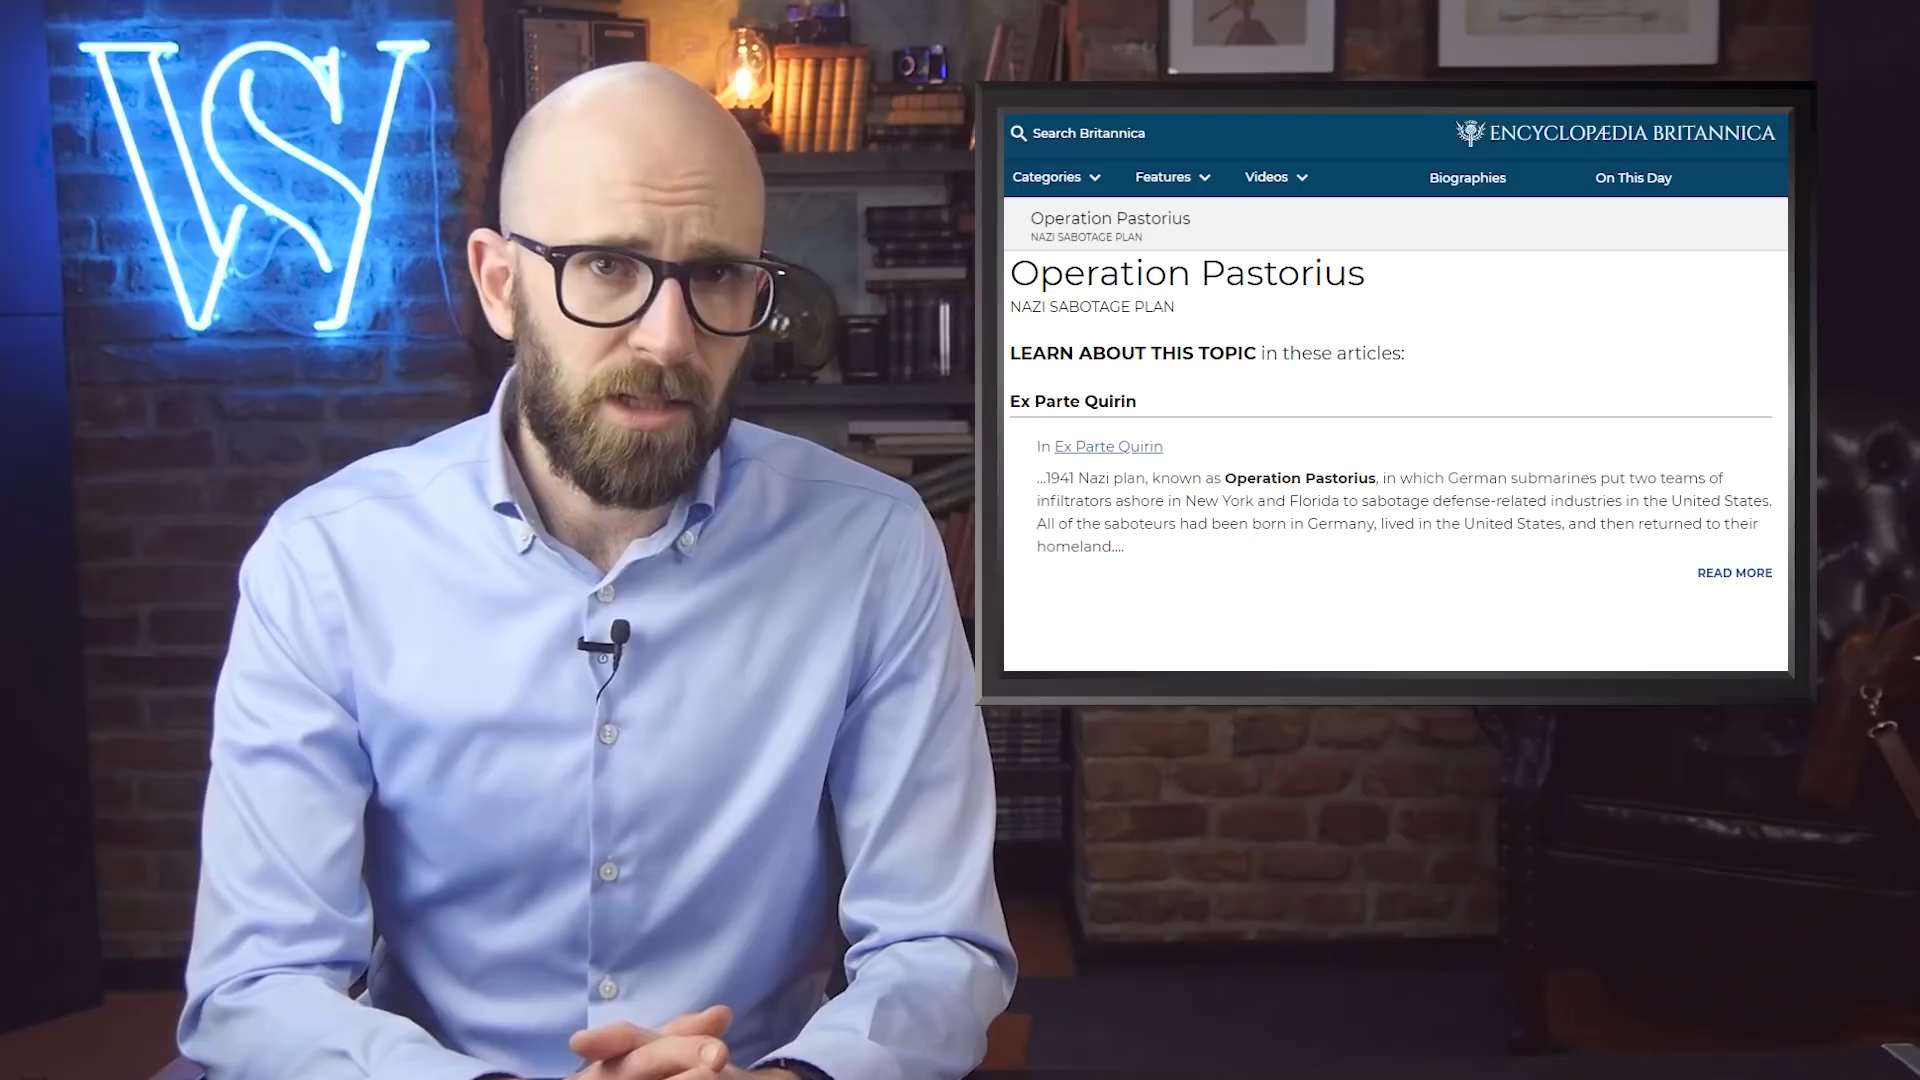 WS
Search Britannica
ENCYCLOPÆDIA BRITANNICA
Categories
Features
Videos
Biographies
On This Day
Operation Pastorius
NAZI SABOTAGE PLAN
Operation Pastorius
NAZI SABOTAGE PLAN
LEARN ABOUT THIS TOPIC in these articles:
Ex Parte Quirin
In Ex Parte Quirin
...1941 Nazi plan, known as Operation Pastorius, in which German submarines put two teams of
infiltrators ashore in New York and Florida to sabotage defense-related industries in the United States.
All of the saboteurs had been born in Germany, lived in the United States, and then returned to their
homeland....
READ MORE